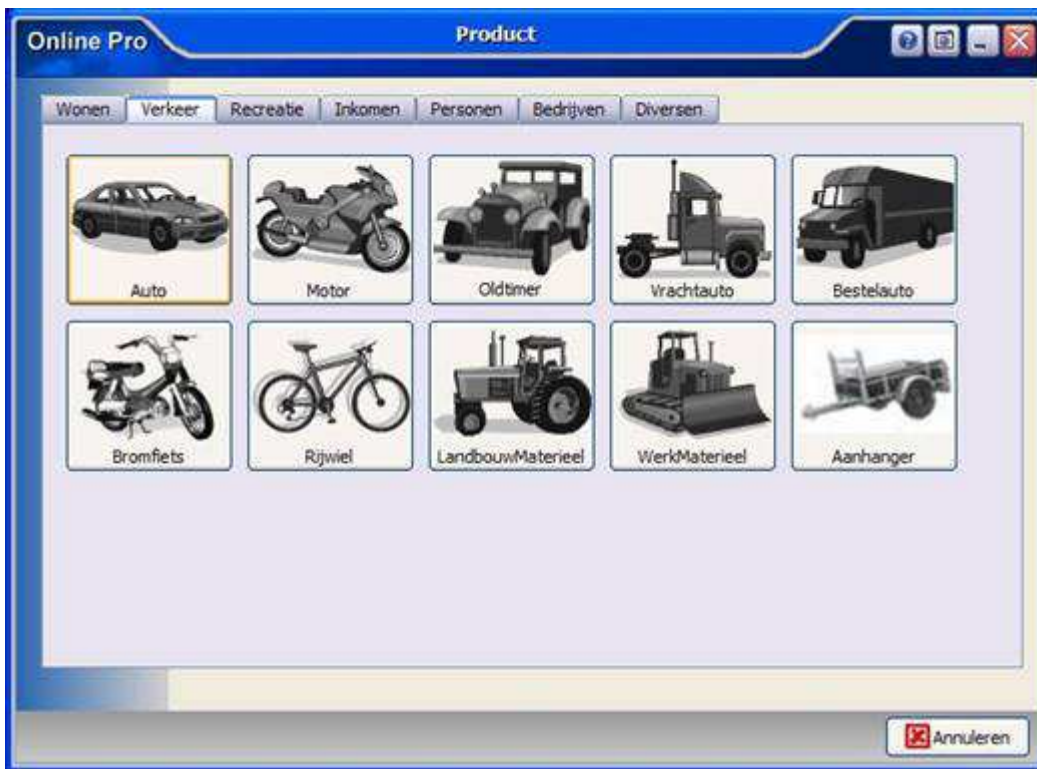 Online Pro
Product
Wonen Verkeer Recreatie Inkomen Personen Bedrijven Diversen
Auto Motor Oldtimer Vrachtauto Bestelauto
Bromfiets Rijwiel LandbouwMaterieel WerkMaterieel Aanhanger
Annuleren